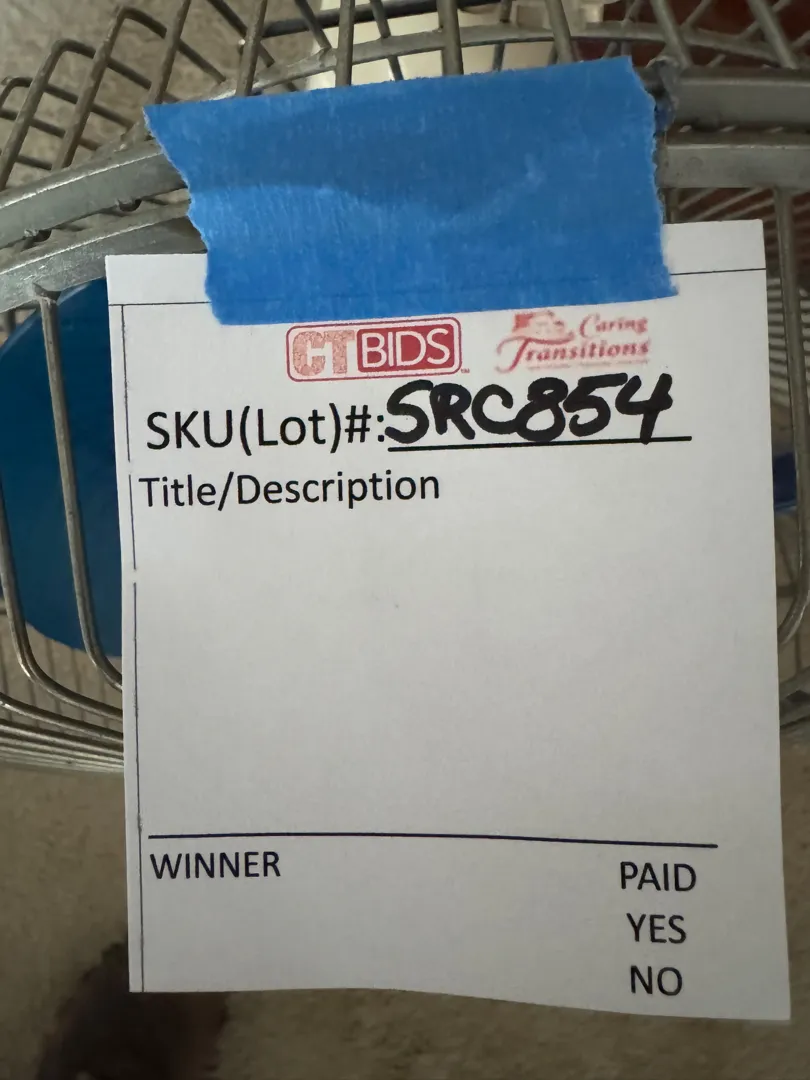 CT BIDS
Caring
Transitions
SKU(Lot)#:SRC854
Title/Description
WINNER
PAID
YES
NO